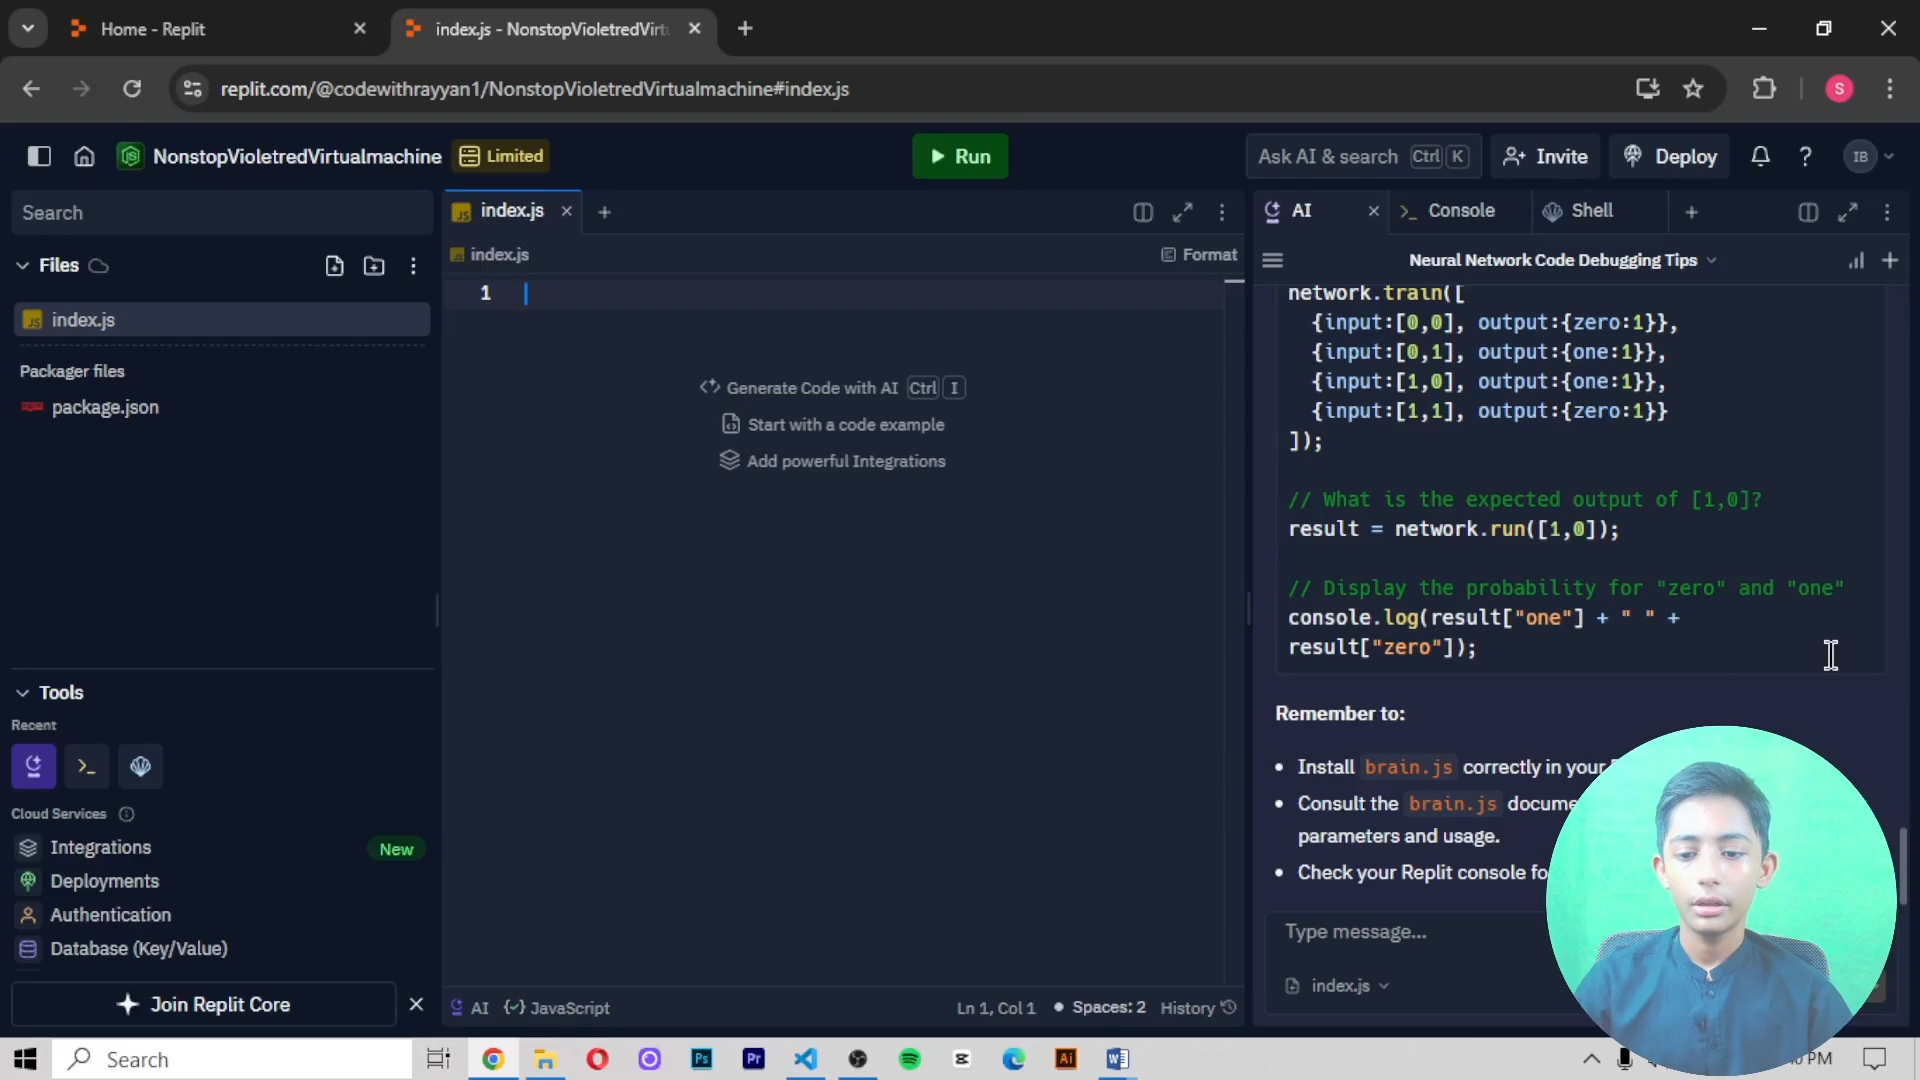 Home - Replit
index.js - NonstopVioletredVirt
replit.com/@codewithrayyan1/NonstopVioletredVirtualmachine#index.js
S
NonstopVioletredVirtualmachine
Limited
Run
Ask AI & search Ctrl K
Invite
Deploy
IB
Search
Files
index.js
Packager files
package.json
Tools
Recent
Cloud Services
Integrations
New
Deployments
Authentication
Database (Key/Value)
Join Replit Core
index.js
index.js
Format
1
Generate Code with AI Ctrl I
Start with a code example
Add powerful Integrations
AI
JavaScript
Ln 1, Col 1
Spaces: 2
History
AI
Console
Shell
Neural Network Code Debugging Tips
network.train([
{input:[0,0], output:{zero:1}},
{input:[0,1], output:{one:1}},
{input:[1,0], output:{one:1}},
{input:[1,1], output:{zero:1}}
]);
// What is the expected output of [1,0]?
result = network.run([1,0]);
// Display the probability for "zero" and "one"
console.log(result["one"] + " " +
result["zero"]);
Remember to:
Install brain.js correctly in your
Consult the brain.js
parameters and usage.
Check your Replit console
Type message...
index.js
Search
Ps
Pr
Ai
PM